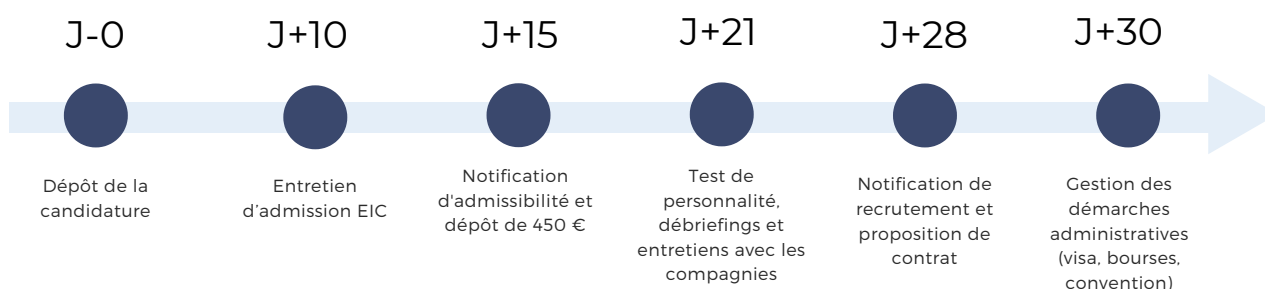 J-0
Dépôt de la
candidature
J+10
Entretien
d’admission EIC
J+15
Notification
d'admissibilité et
dépôt de 450 €
J+21
Test de
personnalité,
débriefings et
entretiens avec les
compagnies
J+28
Notification de
recrutement et
proposition de
contrat
J+30
Gestion des
démarches
administratives
(visa, bourses,
convention)